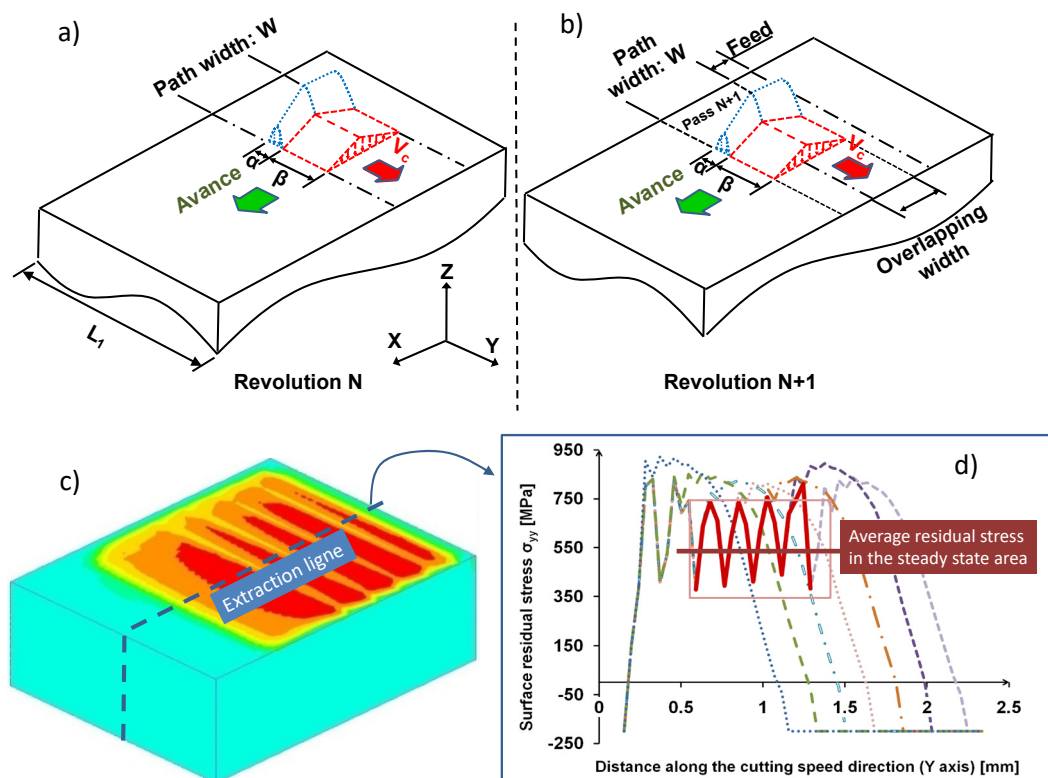 a)
Path width: W
α
β
V
c
Avance
L1
Z
X
Y
Revolution N
b)
Path
width: W
Feed
Pass N+1
α
β
V
c
Avance
Overlapping
width
Revolution N+1
c)
Extraction ligne
d)
Surface residual stress σyy [MPa]
950
750
550
350
150
-50
-250
0
0.5
1
1.5
2
2.5
Average residual stress
in the steady state area
Distance along the cutting speed direction (Y axis) [mm]